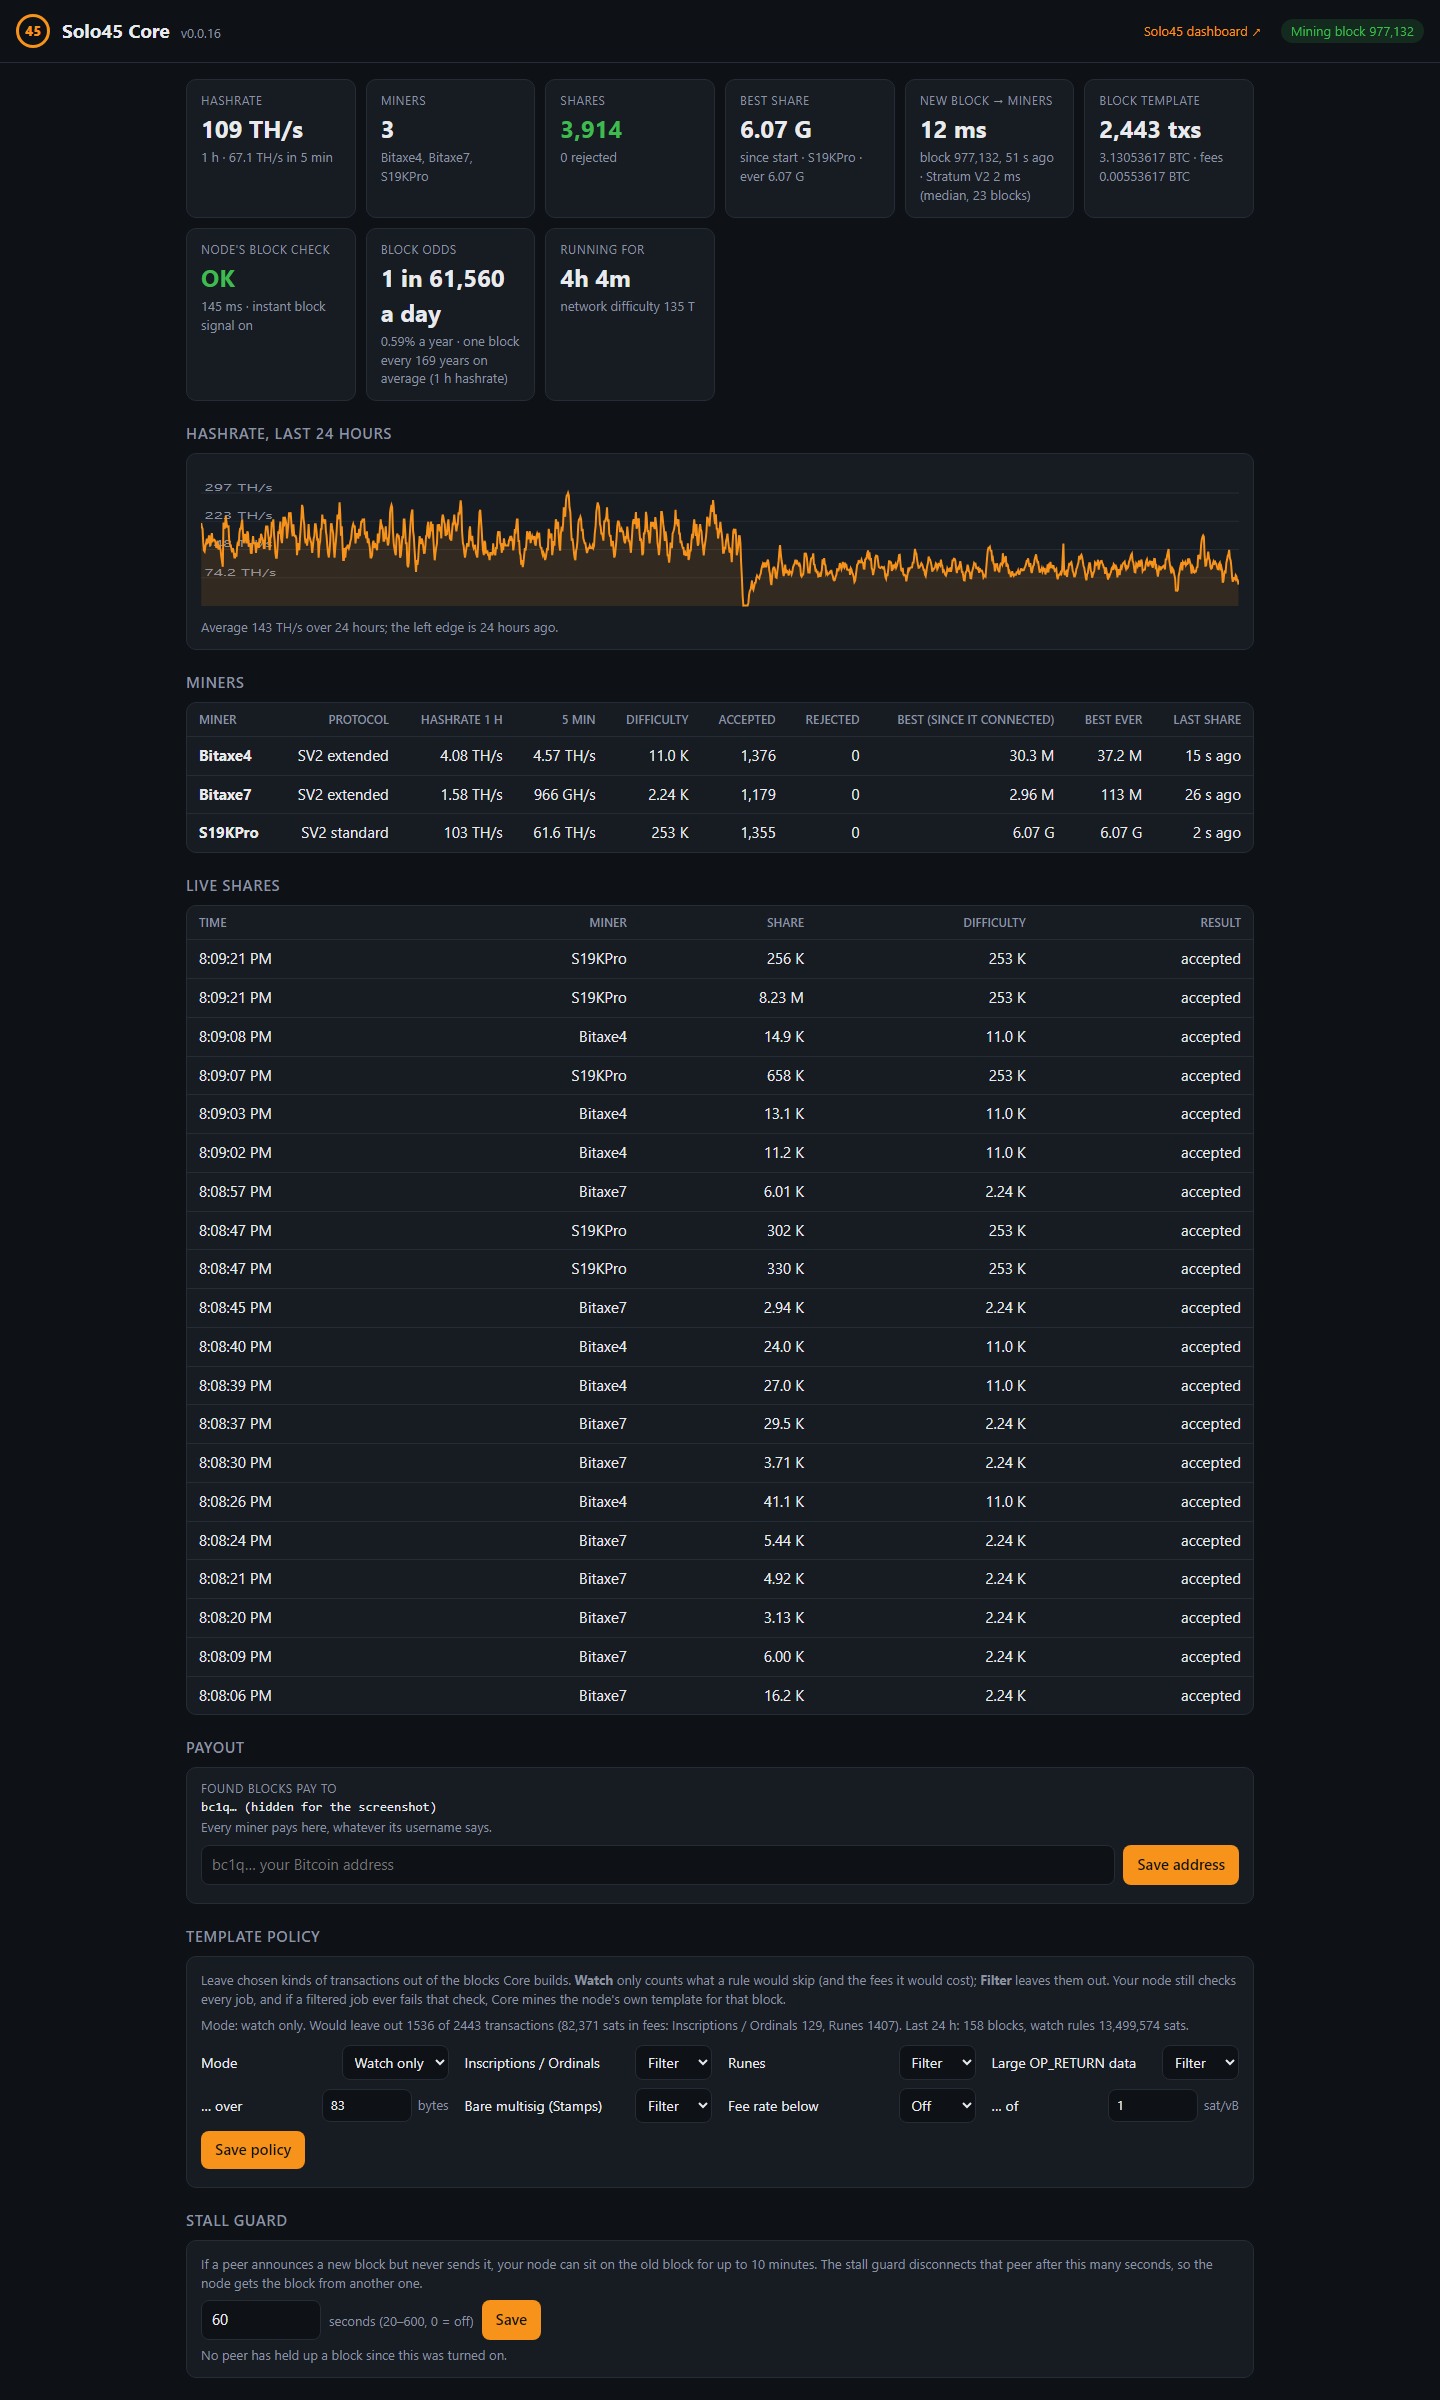 45 Solo45 Core v0.0.16
Solo45 dashboard ↗ Mining block 977,132
HASHRATE
109 TH/s
1 h · 67.1 TH/s in 5 min
MINERS
3
Bitaxe4, Bitaxe7,
S19KPro
SHARES
3,914
0 rejected
BEST SHARE
6.07 G
since start · S19KPro ·
ever 6.07 G
NEW BLOCK → MINERS
12 ms
block 977,132, 51 s ago
· Stratum V2 2 ms
(median, 23 blocks)
BLOCK TEMPLATE
2,443 txs
3.13053617 BTC · fees
0.00553617 BTC
NODE'S BLOCK CHECK
OK
145 ms · instant block
signal on
BLOCK ODDS
1 in 61,560
a day
0.59% a year · one block
every 169 years on
average (1 h hashrate)
RUNNING FOR
4h 4m
network difficulty 135 T
HASHRATE, LAST 24 HOURS
297 TH/s
223 TH/s
74.2 TH/s
Average 143 TH/s over 24 hours; the left edge is 24 hours ago.
MINERS
MINER PROTOCOL HASHRATE 1 H 5 MIN DIFFICULTY ACCEPTED REJECTED BEST (SINCE IT CONNECTED) BEST EVER LAST SHARE
Bitaxe4 SV2 extended 4.08 TH/s 4.57 TH/s 11.0 K 1,376 0 30.3 M 37.2 M 15 s ago
Bitaxe7 SV2 extended 1.58 TH/s 966 GH/s 2.24 K 1,179 0 2.96 M 113 M 26 s ago
S19KPro SV2 standard 103 TH/s 61.6 TH/s 253 K 1,355 0 6.07 G 6.07 G 2 s ago
LIVE SHARES
TIME MINER SHARE DIFFICULTY RESULT
8:09:21 PM S19KPro 256 K 253 K accepted
8:09:21 PM S19KPro 8.23 M 253 K accepted
8:09:08 PM Bitaxe4 14.9 K 11.0 K accepted
8:09:07 PM S19KPro 658 K 253 K accepted
8:09:03 PM Bitaxe4 13.1 K 11.0 K accepted
8:09:02 PM Bitaxe4 11.2 K 11.0 K accepted
8:08:57 PM Bitaxe7 6.01 K 2.24 K accepted
8:08:47 PM S19KPro 302 K 253 K accepted
8:08:47 PM S19KPro 330 K 253 K accepted
8:08:45 PM Bitaxe7 2.94 K 2.24 K accepted
8:08:40 PM Bitaxe4 24.0 K 11.0 K accepted
8:08:39 PM Bitaxe4 27.0 K 11.0 K accepted
8:08:37 PM Bitaxe7 29.5 K 2.24 K accepted
8:08:30 PM Bitaxe7 3.71 K 2.24 K accepted
8:08:26 PM Bitaxe4 41.1 K 11.0 K accepted
8:08:24 PM Bitaxe7 5.44 K 2.24 K accepted
8:08:21 PM Bitaxe7 4.92 K 2.24 K accepted
8:08:20 PM Bitaxe7 3.13 K 2.24 K accepted
8:08:09 PM Bitaxe7 6.00 K 2.24 K accepted
8:08:06 PM Bitaxe7 16.2 K 2.24 K accepted
PAYOUT
FOUND BLOCKS PAY TO
bc1q… (hidden for the screenshot)
Every miner pays here, whatever its username says.
bc1q... your Bitcoin address Save address
TEMPLATE POLICY
Leave chosen kinds of transactions out of the blocks Core builds. Watch only counts what a rule would skip (and the fees it would cost); Filter leaves them out. Your node still checks
every job, and if a filtered job ever fails that check, Core mines the node's own template for that block.
Mode: watch only. Would leave out 1536 of 2443 transactions (82,371 sats in fees: Inscriptions / Ordinals 129, Runes 1407). Last 24 h: 158 blocks, watch rules 13,499,574 sats.
Mode Watch only Inscriptions / Ordinals Filter Runes Filter Large OP_RETURN data Filter
... over 83 bytes Bare multisig (Stamps) Filter Fee rate below Off ... of 1 sat/vB
Save policy
STALL GUARD
If a peer announces a new block but never sends it, your node can sit on the old block for up to 10 minutes. The stall guard disconnects that peer after this many seconds, so the
node gets the block from another one.
60 seconds (20–600, 0 = off) Save
No peer has held up a block since this was turned on.